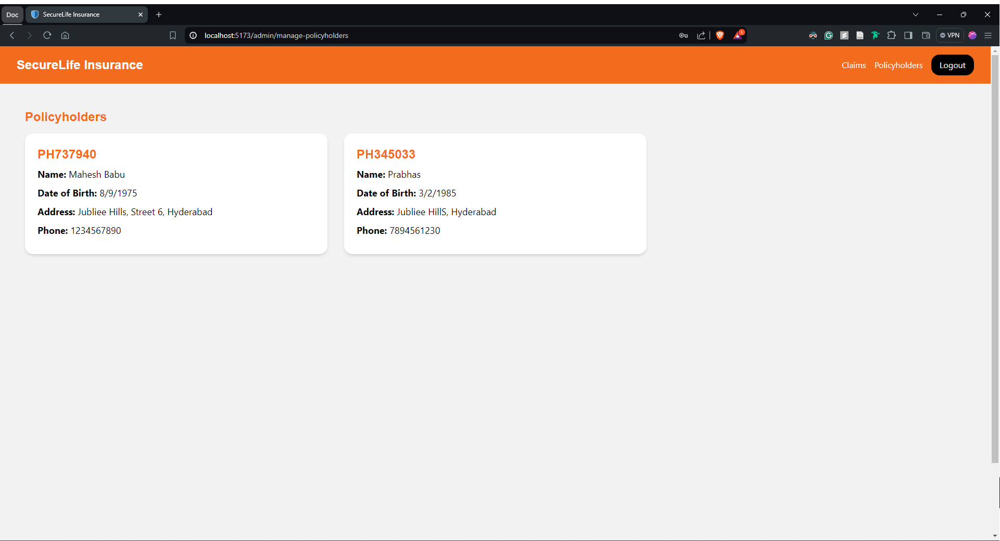 Doc
SecureLife Insurance
localhost:5173/admin/manage-policyholders
1
VPN
SecureLife Insurance
Claims
Policyholders
Logout
Policyholders
PH737940
Name: Mahesh Babu
Date of Birth: 8/9/1975
Address: Jubliee Hills, Street 6, Hyderabad
Phone: 1234567890
PH345033
Name: Prabhas
Date of Birth: 3/2/1985
Address: Jubliee HillS, Hyderabad
Phone: 7894561230